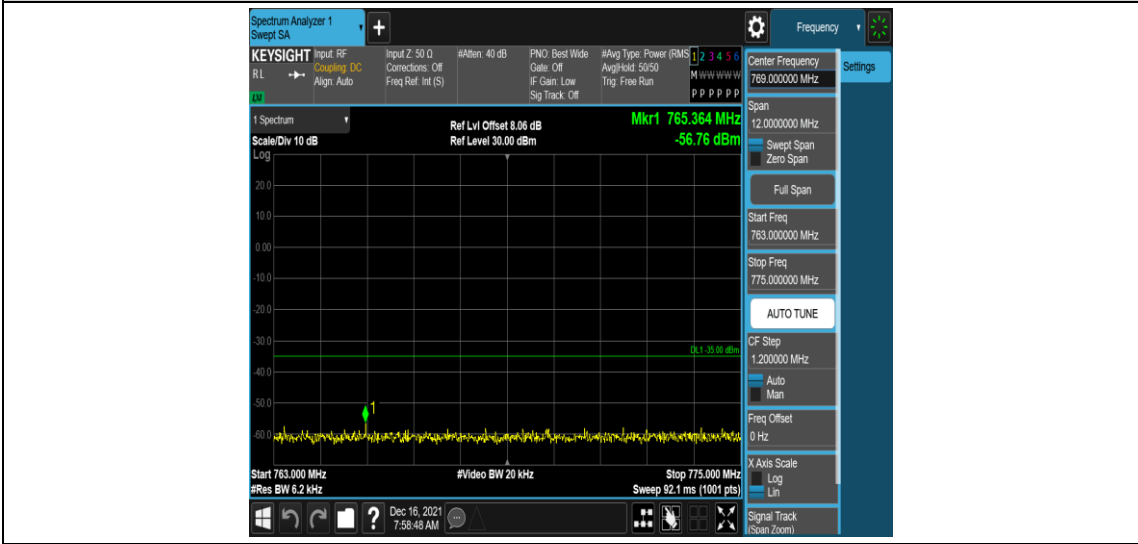 Spectrum Analyzer 1
Swept SA
+
Frequency
KEYSIGHT
RL
Input: RF
Coupling: DC
Align: Auto
Input Z: 50 Ω
Corrections: Off
Freq Ref: Int (S)
#Atten: 40 dB
PNO: Best Wide
Gate: Off
IF Gain: Low
Sig Track: Off
#Avg Type: Power (RMS
Avg|Hold: 50/50
Trig: Free Run
1 2 3 4 5 6
M W W W W W
P P P P P P
1 Spectrum
Scale/Div 10 dB
Log
Ref Lvl Offset 8.06 dB
Ref Level 30.00 dBm
Mkr1 765.364 MHz
-56.76 dBm
20.0
10.0
0.00
-10.0
-20.0
-30.0
DL1 -35.00 dBm
-40.0
-50.0
1
-60.0
Start 763.000 MHz
#Res BW 6.2 kHz
#Video BW 20 kHz
Stop 775.000 MHz
Sweep 92.1 ms (1001 pts)
?
Dec 16, 2021
7:58:48 AM
Center Frequency
769.000000 MHz
Settings
Span
12.0000000 MHz
Swept Span
Zero Span
Full Span
Start Freq
763.000000 MHz
Stop Freq
775.000000 MHz
AUTO TUNE
CF Step
1.200000 MHz
Auto
Man
Freq Offset
0 Hz
X Axis Scale
Log
Lin
Signal Track
(Span Zoom)